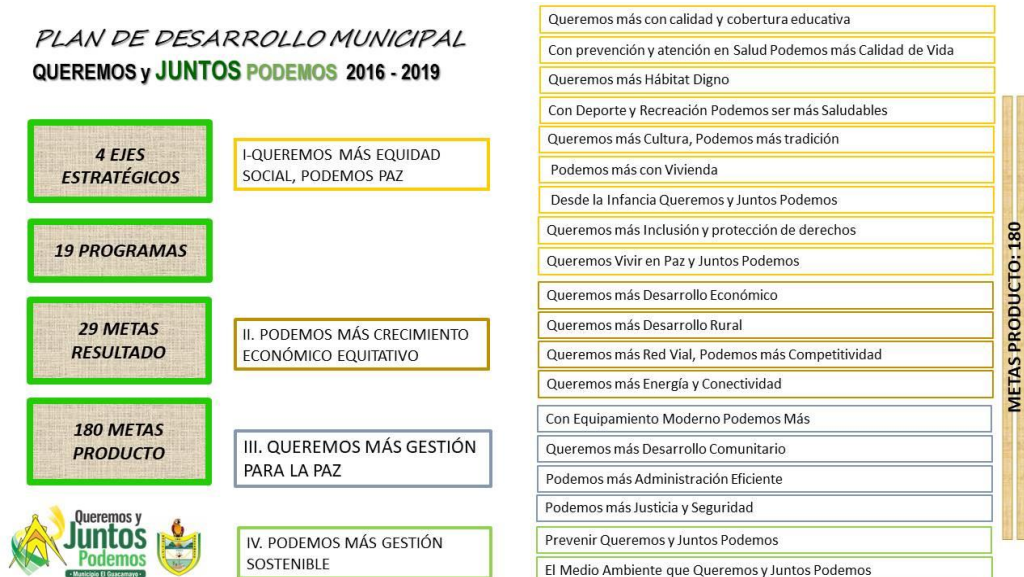 PLAN DE DESARROLLO MUNICIPAL
QUEREMOS y JUNTOS PODEMOS 2016 - 2019
4 EJES
ESTRATÉGICOS
19 PROGRAMAS
29 METAS
RESULTADO
180 METAS
PRODUCTO
I-QUEREMOS MÁS EQUIDAD
SOCIAL, PODEMOS PAZ
II. PODEMOS MÁS CRECIMIENTO
ECONÓMICO EQUITATIVO
III. QUEREMOS MÁS GESTIÓN
PARA LA PAZ
IV. PODEMOS MÁS GESTIÓN
SOSTENIBLE
Queremos más con calidad y cobertura educativa
Con prevención y atención en Salud Podemos más Calidad de Vida
Queremos más Hábitat Digno
Con Deporte y Recreación Podemos ser más Saludables
Queremos más Cultura, Podemos más tradición
Podemos más con Vivienda
Desde la Infancia Queremos y Juntos Podemos
Queremos más Inclusión y protección de derechos
Queremos Vivir en Paz y Juntos Podemos
Queremos más Desarrollo Económico
Queremos más Desarrollo Rural
Queremos más Red Vial, Podemos más Competitividad
Queremos más Energía y Conectividad
Con Equipamiento Moderno Podemos Más
Queremos más Desarrollo Comunitario
Podemos más Administración Eficiente
Podemos más Justicia y Seguridad
Prevenir Queremos y Juntos Podemos
El Medio Ambiente que Queremos y Juntos Podemos
METAS PRODUCTO: 180
Queremos y
Juntos
Podemos
- Municipio El Guacamayo -